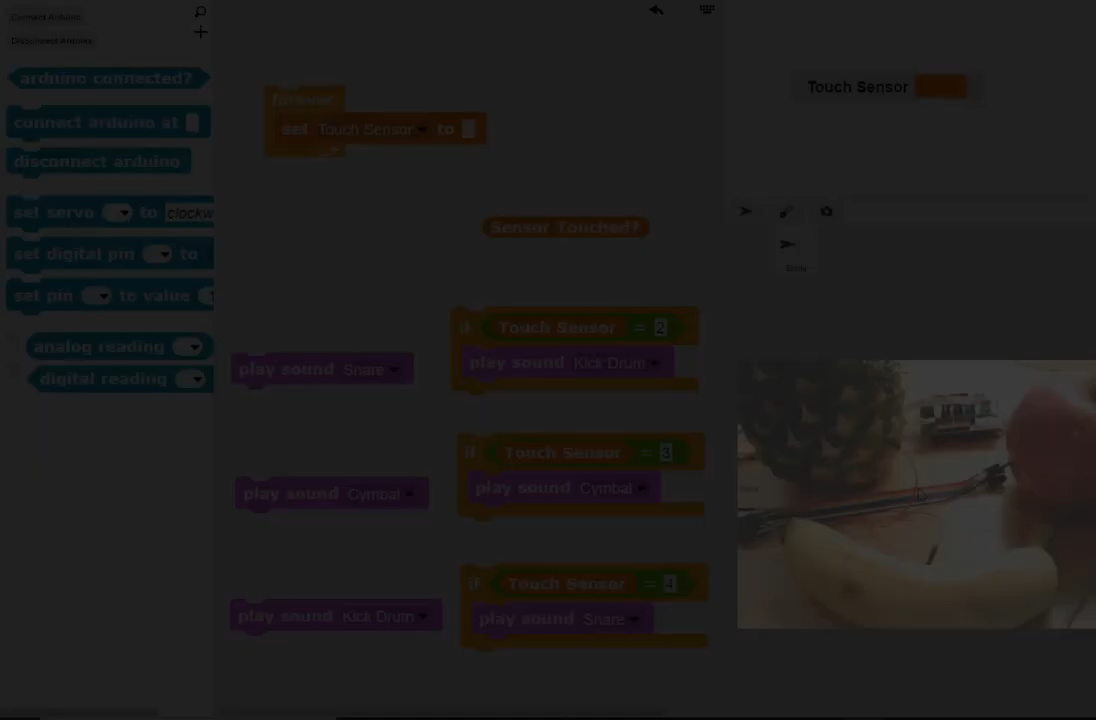 Connect Arduino
Disconnect Arduino
arduino connected?
connect arduino at
disconnect arduino
set servo to clockw
set digital pin to
set pin to value
analog reading
digital reading
forever
set Touch Sensor to
Sensor Touched?
play sound Snare
if Touch Sensor = 2
play sound Kick Drum
play sound Cymbal
if Touch Sensor = 3
play sound Cymbal
play sound Kick Drum
if Touch Sensor = 4
play sound Snare
Touch Sensor